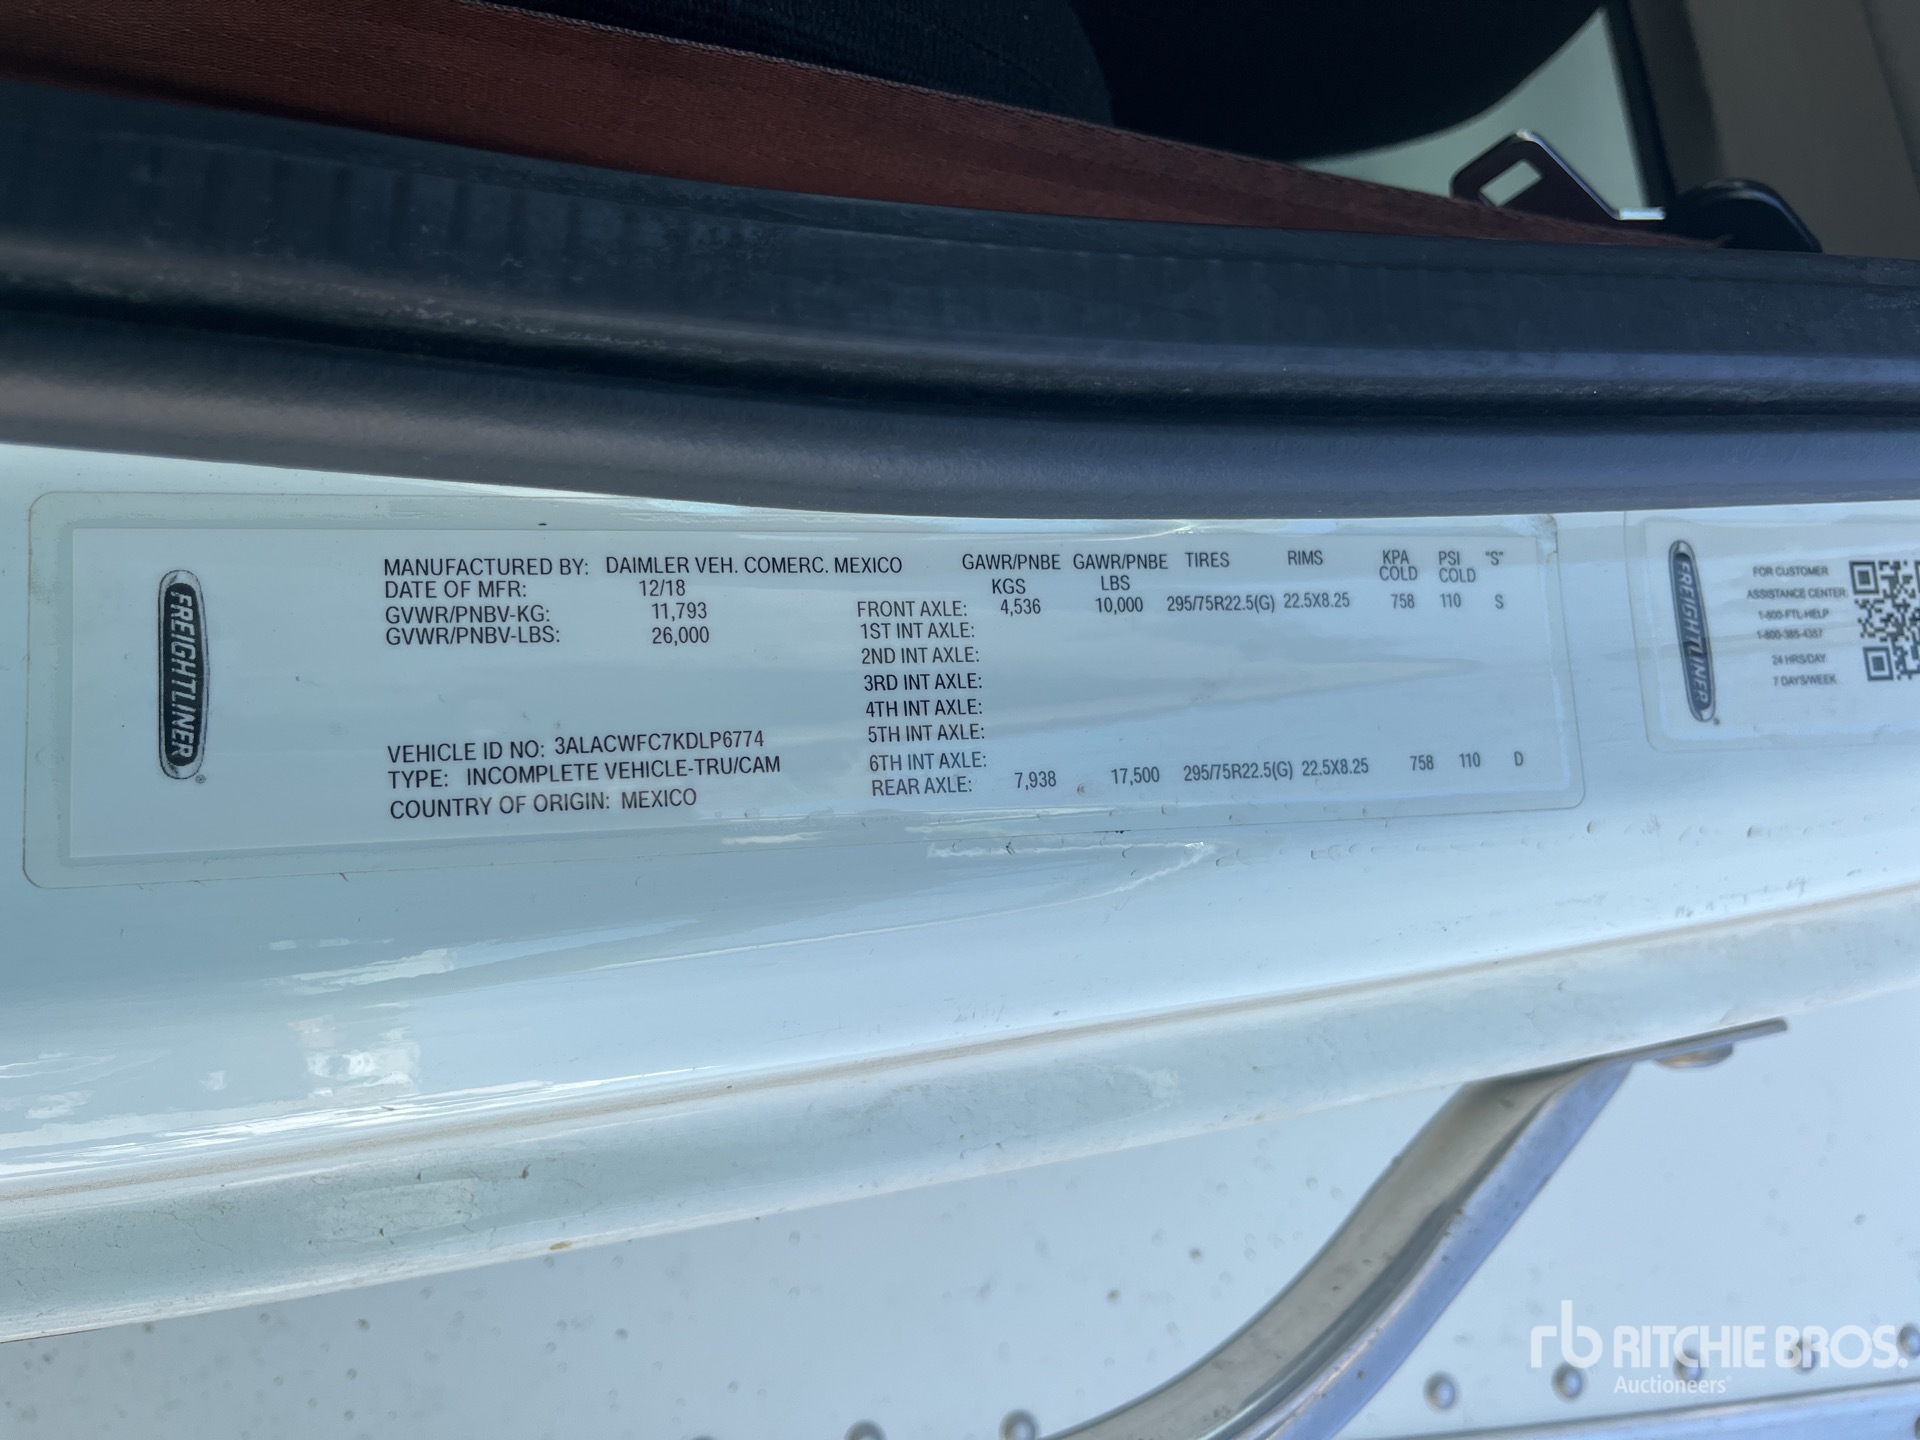 FREIGHTLINER
MANUFACTURED BY: DAIMLER VEH. COMERC. MEXICO
DATE OF MFR: 12/18
GVWR/PNBV-KG: 11,793
GVWR/PNBV-LBS: 26,000
VEHICLE ID NO: 3ALACWFC7KDLP6774
TYPE: INCOMPLETE VEHICLE-TRU/CAM
COUNTRY OF ORIGIN: MEXICO
GAWR/PNBE GAWR/PNBE TIRES RIMS KPA PSI "S"
KGS LBS COLD COLD
FRONT AXLE: 4,536 10,000 295/75R22.5(G) 22.5X8.25 758 110 S
1ST INT AXLE:
2ND INT AXLE:
3RD INT AXLE:
4TH INT AXLE:
5TH INT AXLE:
6TH INT AXLE:
REAR AXLE: 7,938 17,500 295/75R22.5(G) 22.5X8.25 758 110 D
FREIGHTLINER
FOR CUSTOMER
ASSISTANCE CENTER
1-800-FTL-HELP
1-800-385-4357
24 HRS/DAY
7 DAYS/WEEK
rb RITCHIE BROS.
Auctioneers